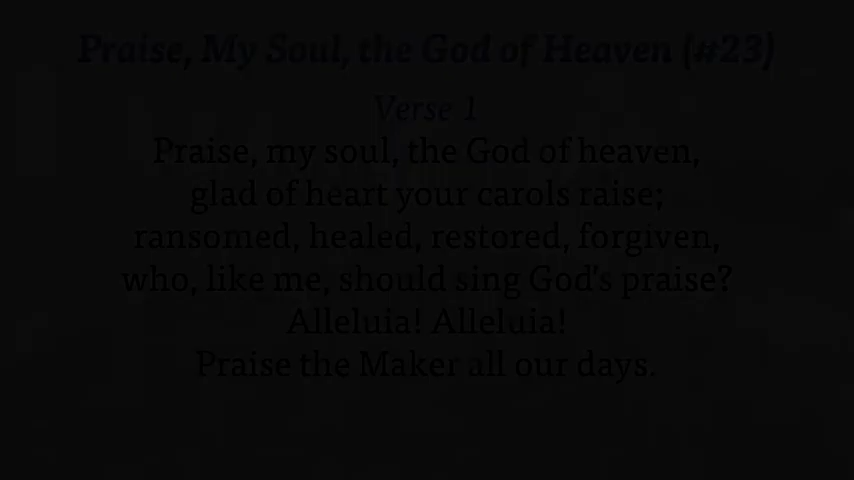 Praise, My Soul, the God of Heaven (#23)
Verse 1
Praise, my soul, the God of heaven,
glad of heart your carols raise;
ransomed, healed, restored, forgiven,
who, like me, should sing God's praise?
Alleluia! Alleluia!
Praise the Maker all our days.